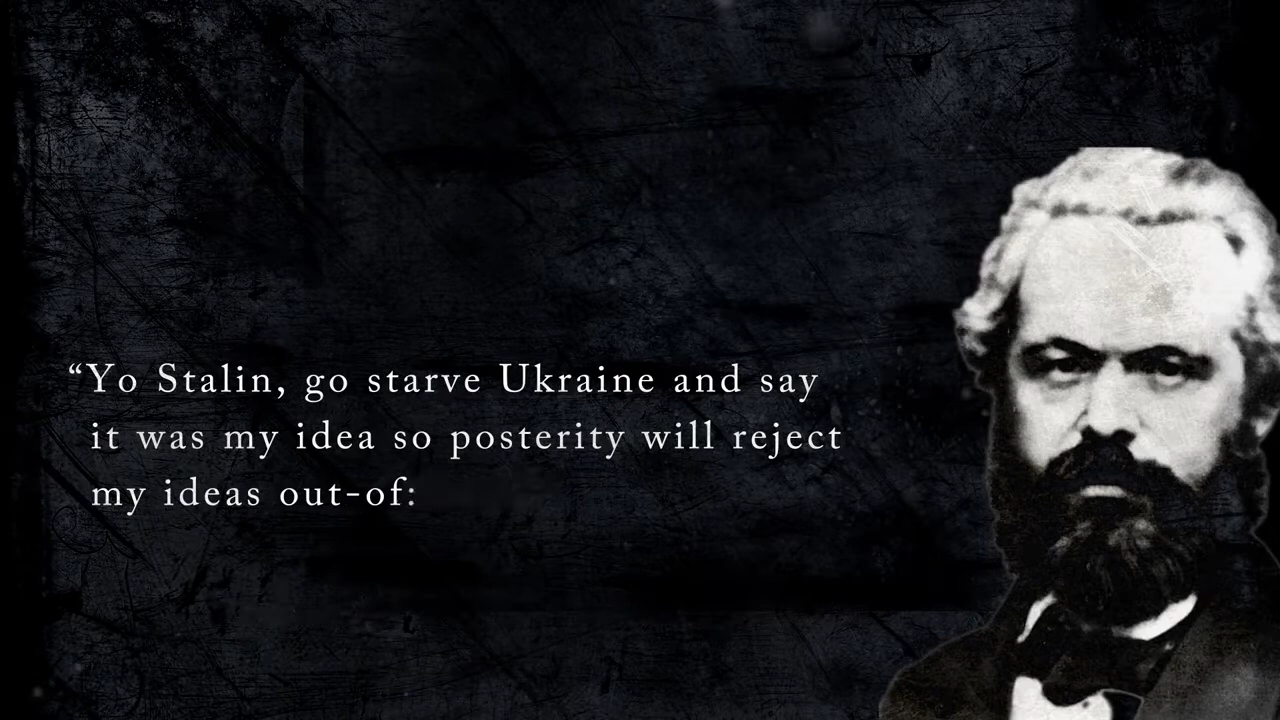 “Yo Stalin, go starve Ukraine and say
it was my idea so posterity will reject
my ideas out-of: